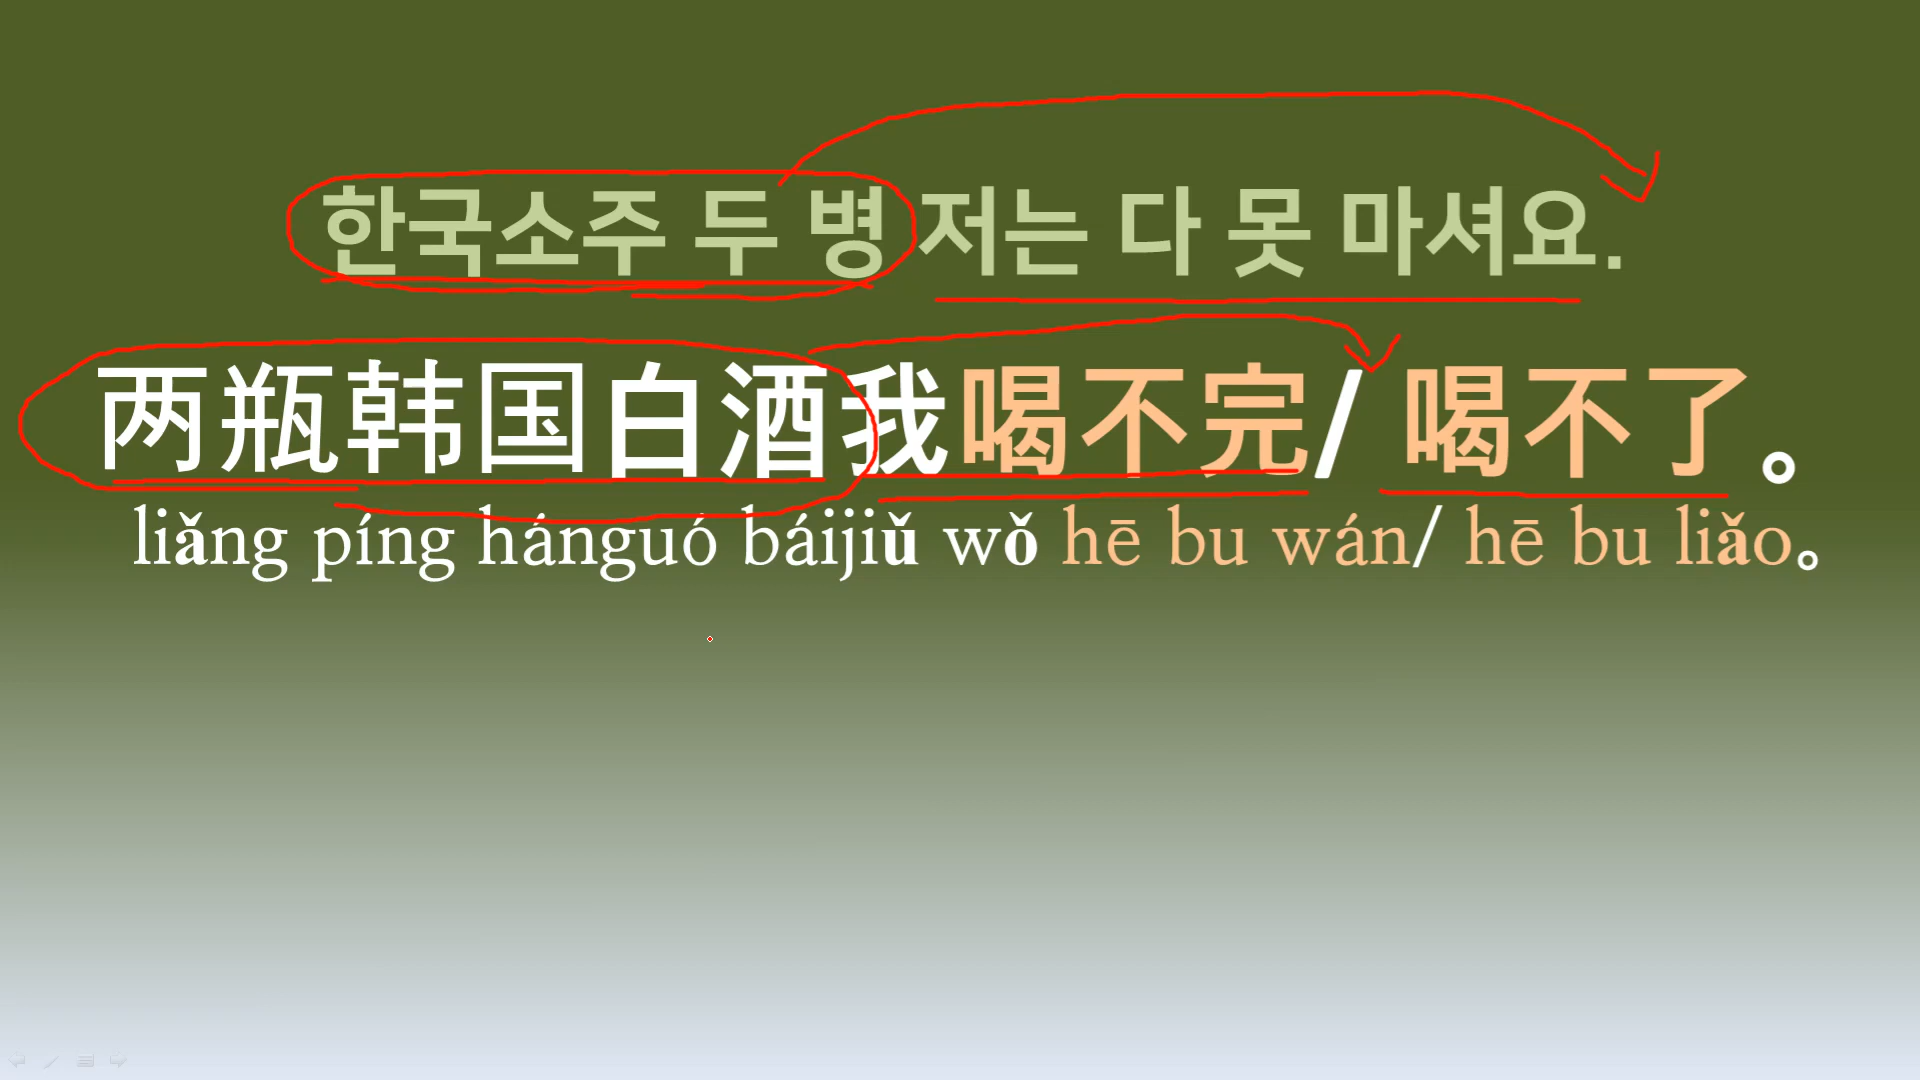 한국소주 두 병 저는 다 못 마셔요.
两瓶韩国白酒我喝不完/ 喝不了。
liǎng píng hánguó báijiǔ wǒ hē bu wán/ hē bu liǎo。